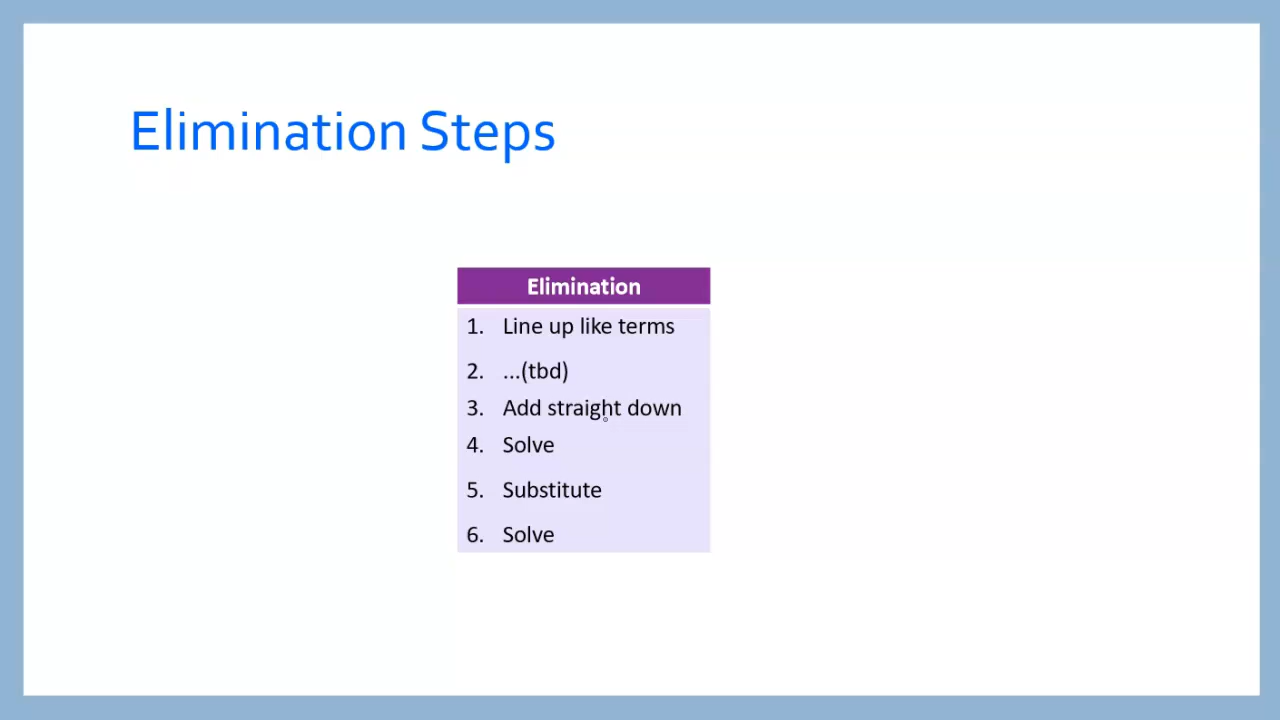 Elimination Steps
Elimination
1. Line up like terms
2. ...(tbd)
3. Add straight down
4. Solve
5. Substitute
6. Solve